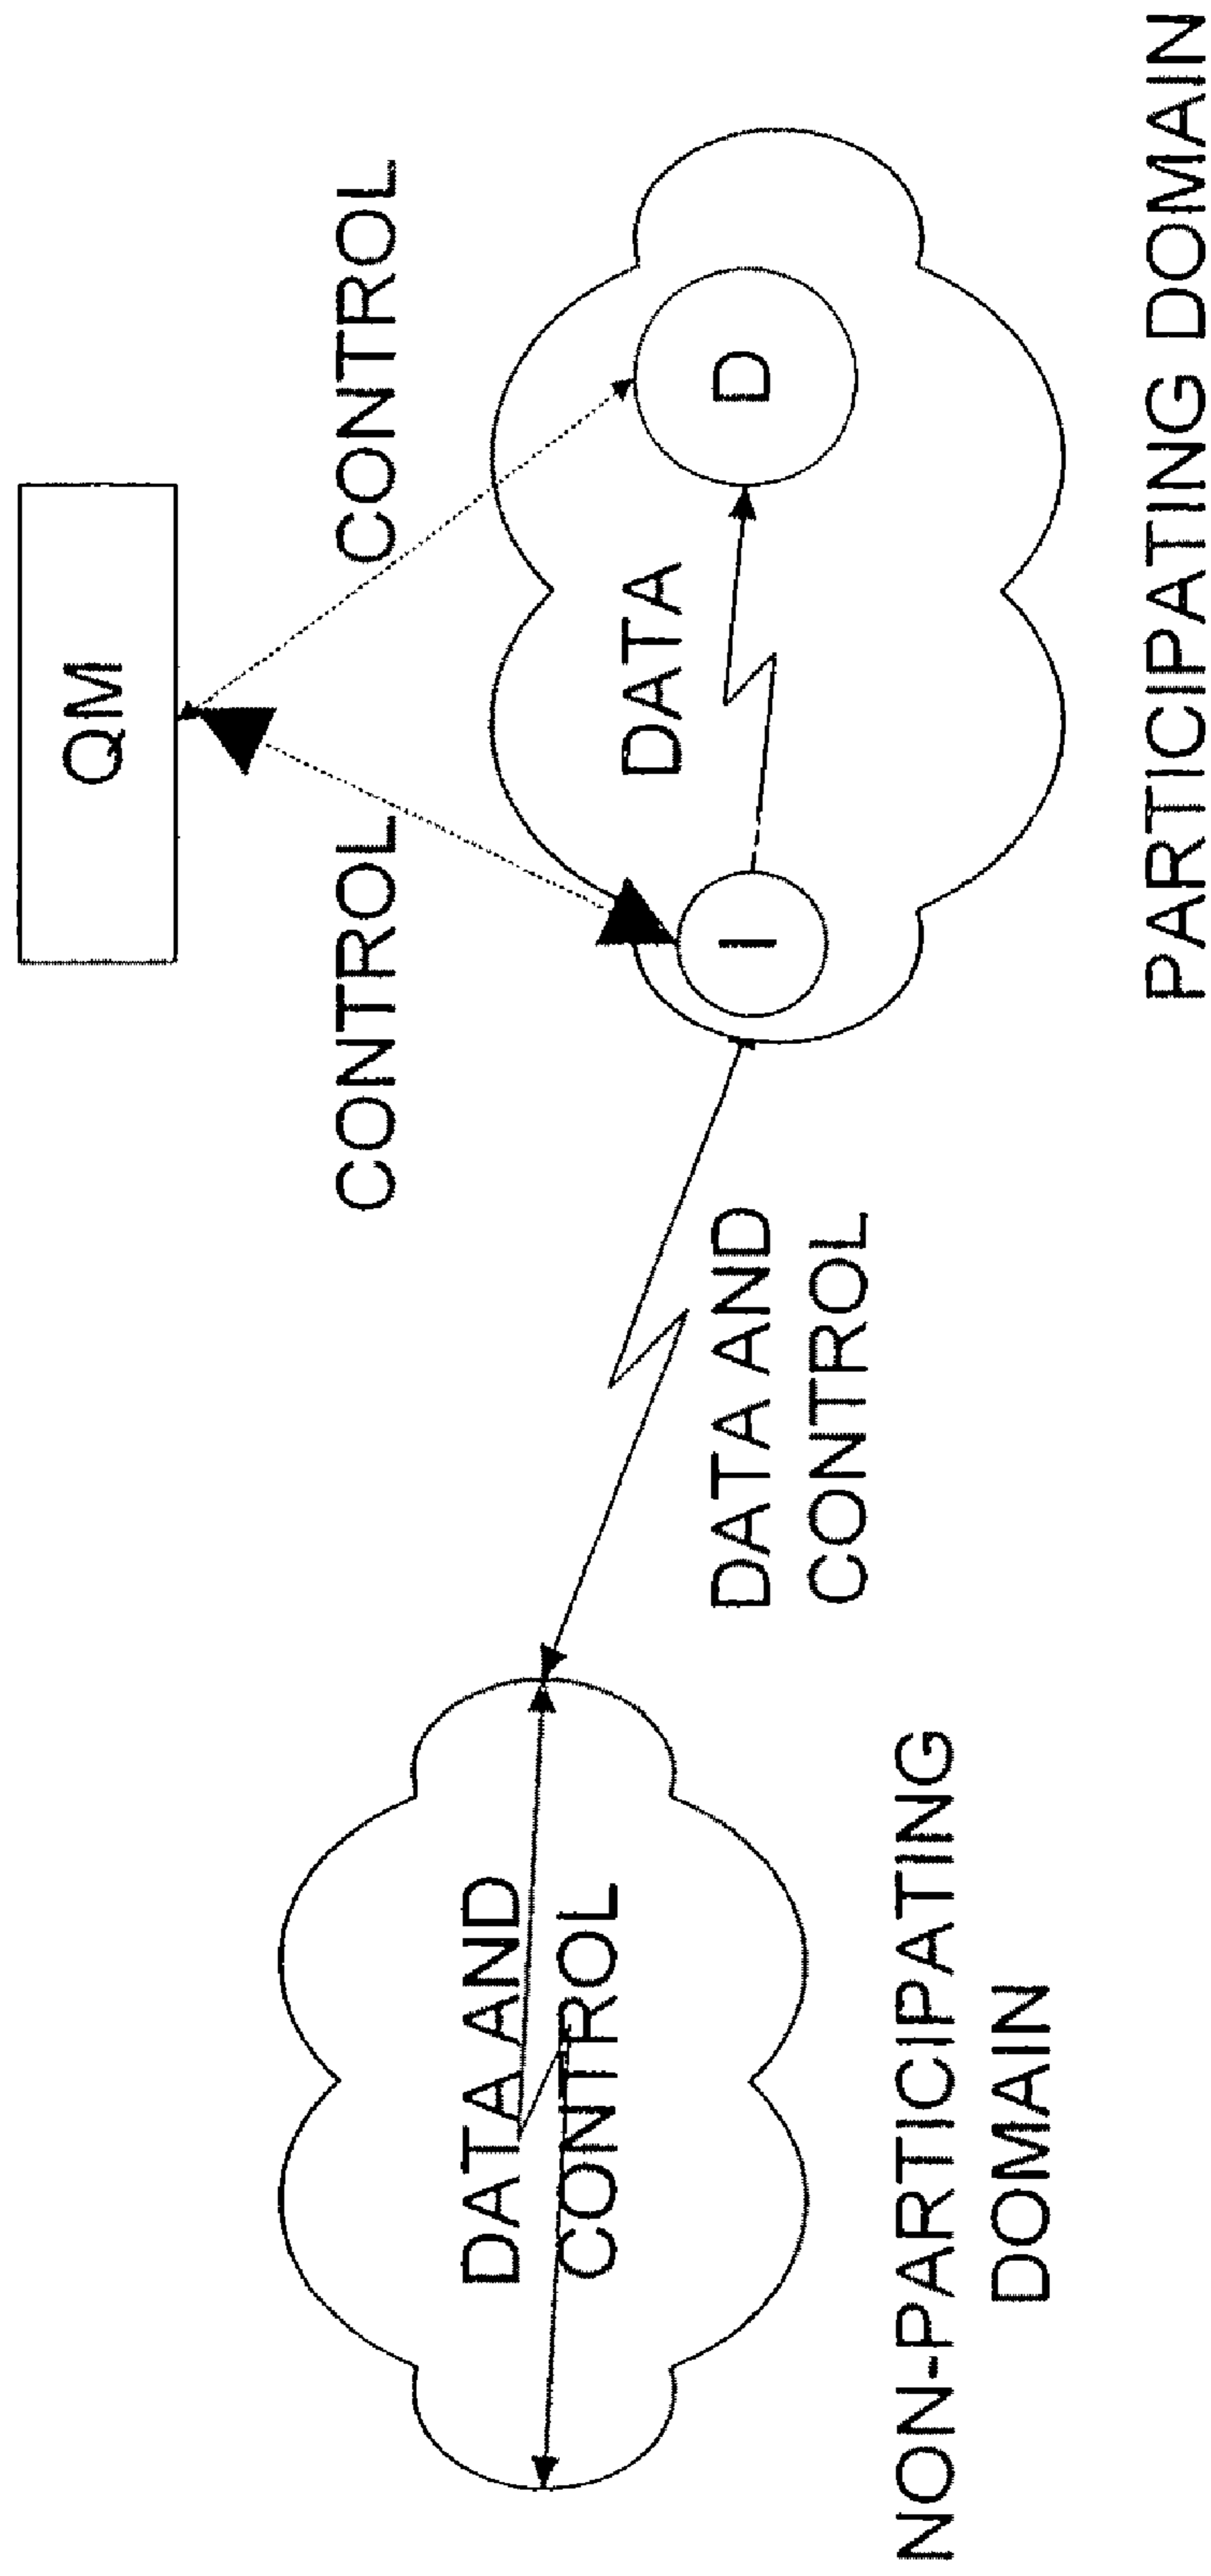 QM
CONTROL
CONTROL
DATA AND
CONTROL
DATA
I
D
DATA AND
CONTROL
NON-PARTICIPATING
DOMAIN
PARTICIPATING DOMAIN